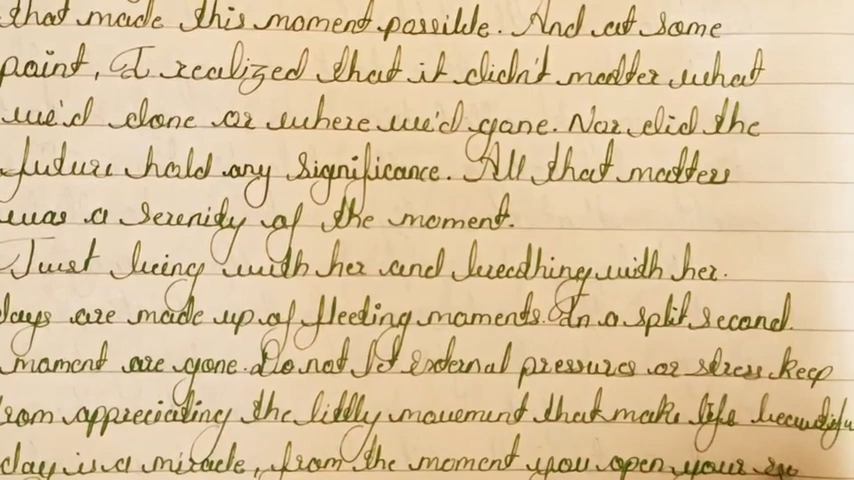 that made this moment possible. And at some
point, I realized that it didn't matter what
we'd done or where we'd gone. Nor did the
future hold any significance. All that matters
was a serenity of the moment.
Just being with her and breathing with her.
days are made up of fleeting moments. In a split second
moment are gone. Do not let external pressures or stress keep
from appreciating the littly movement that make life
day is a miracle, from the moment you open your